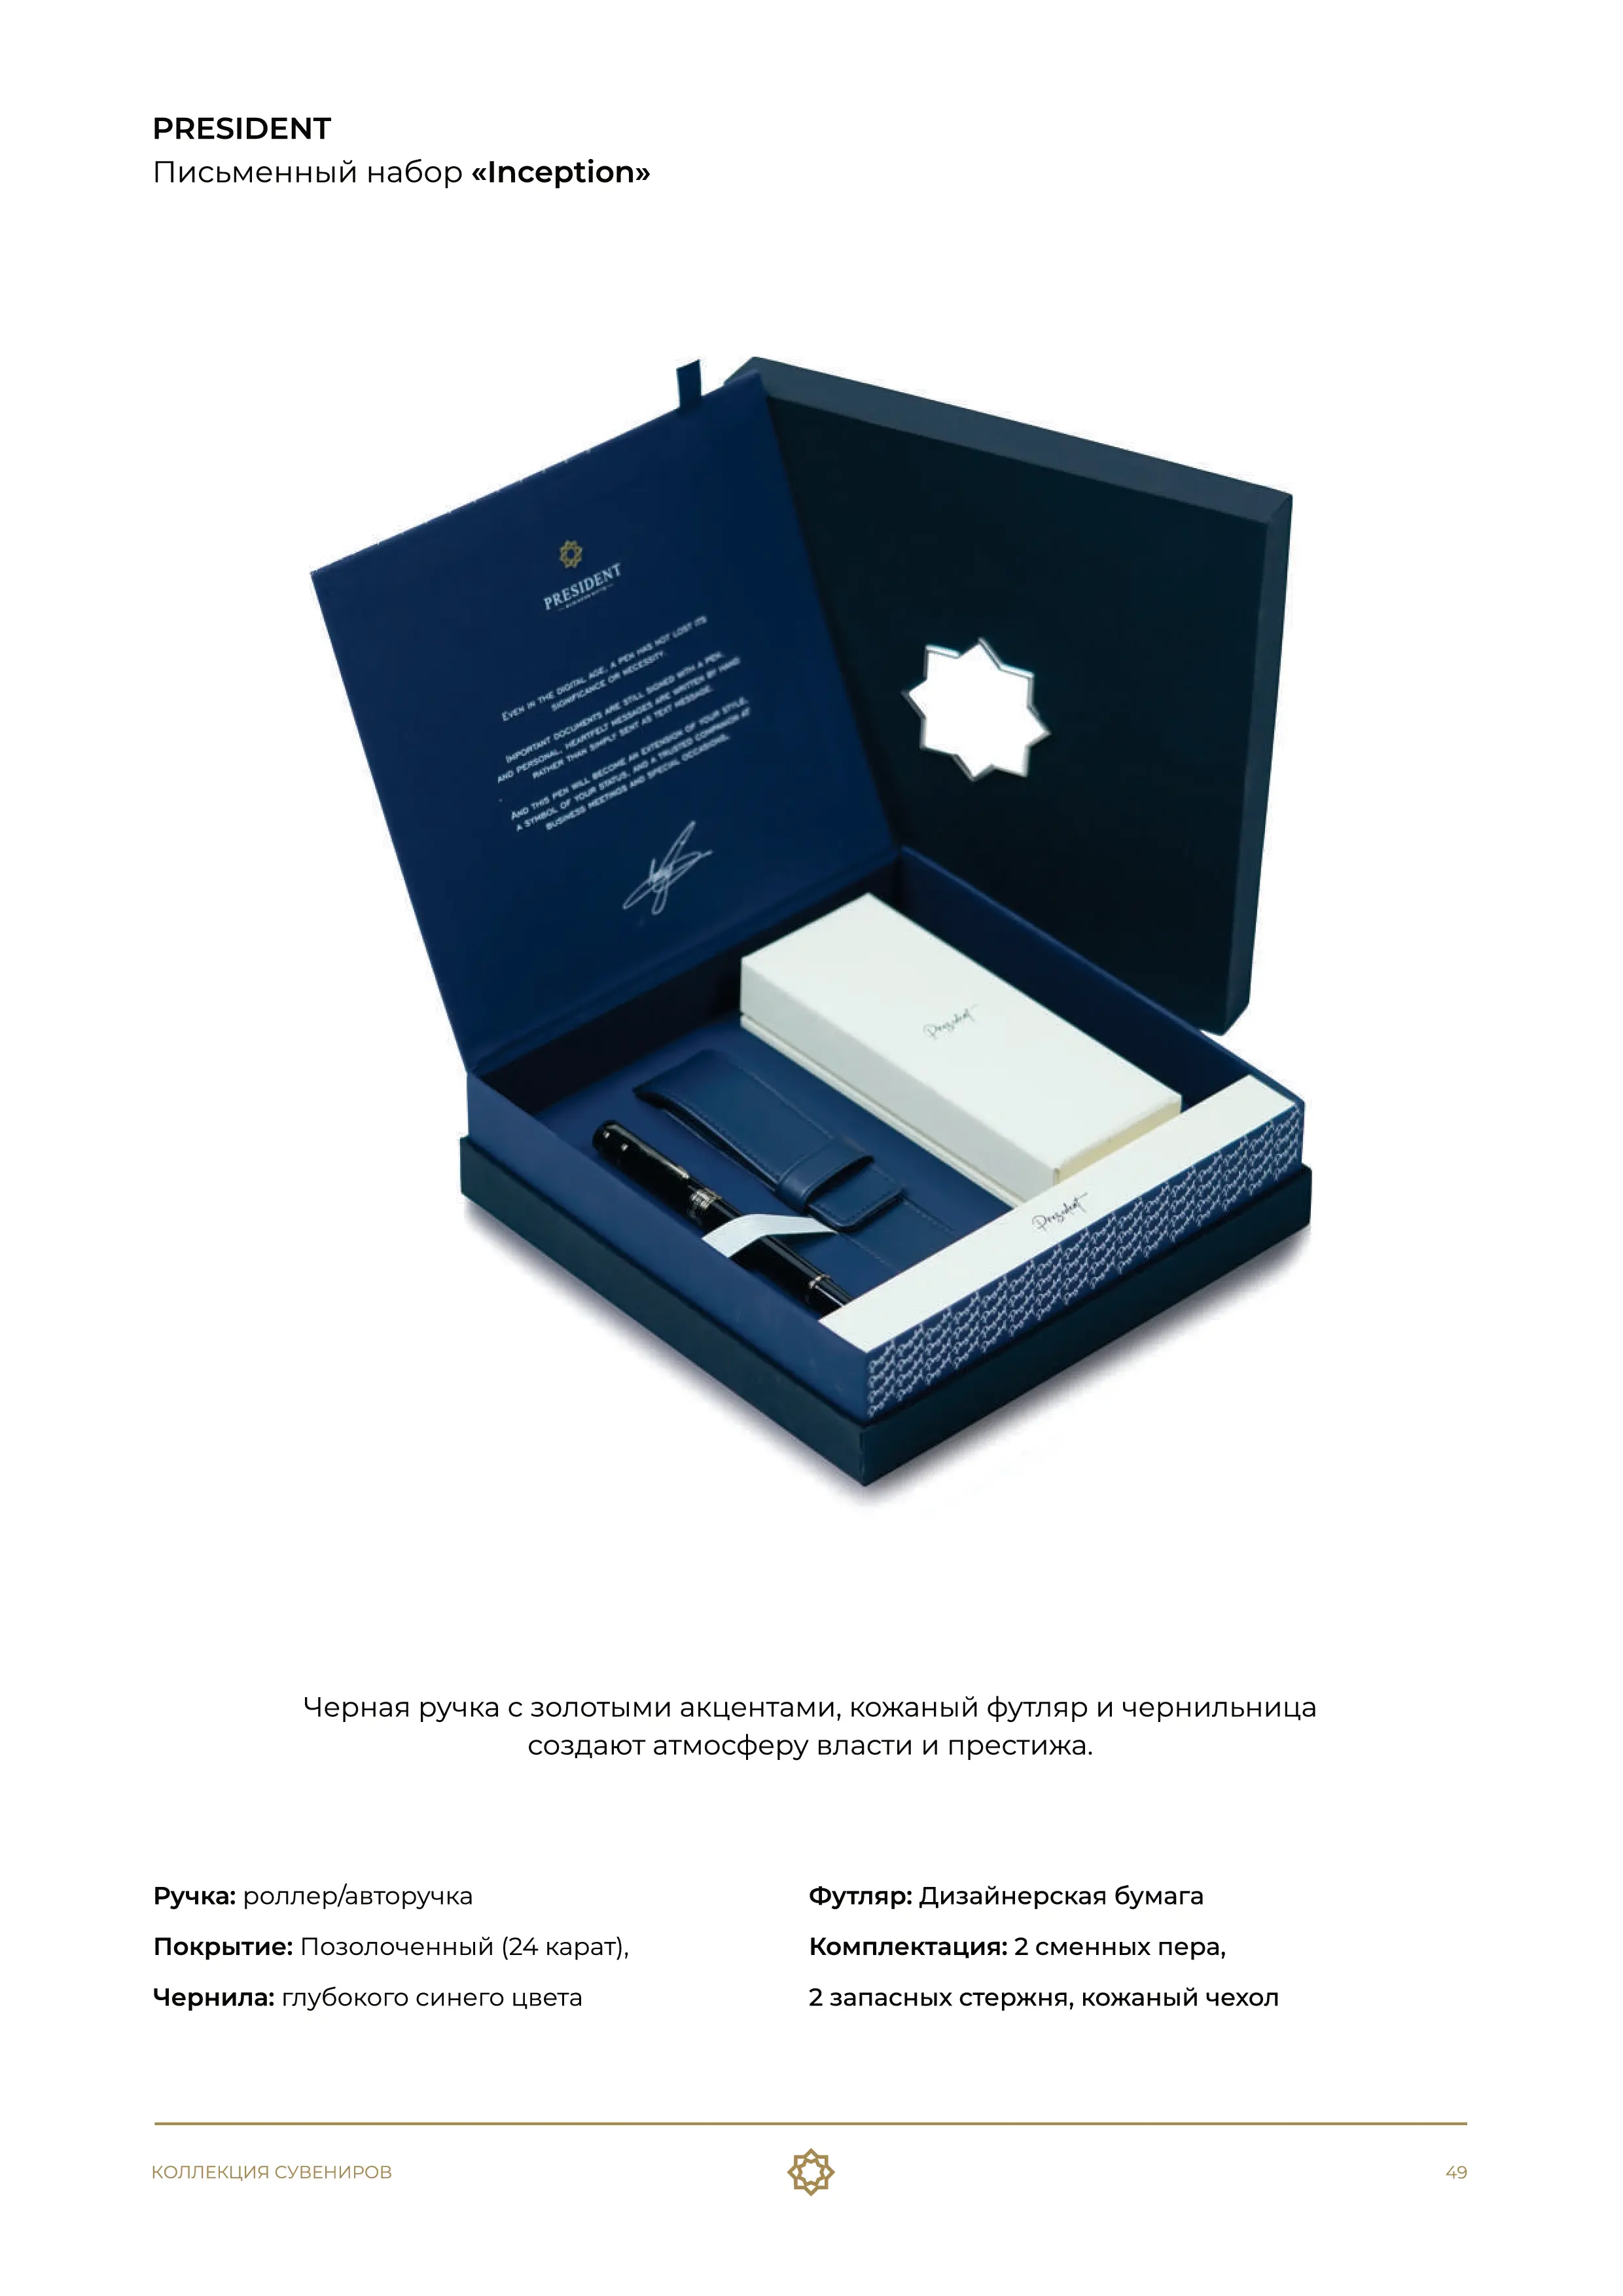 PRESIDENT
Письменный набор «Inception»
PRESIDENT
EVEN IN THE DIGITAL AGE, A PEN HAS NOT LOST ITS
SIGNIFICANCE OR NECESSITY.
IMPORTANT DOCUMENTS ARE STILL SIGNED WITH A PEN,
AND PERSONAL, HEARTFELT MESSAGES ARE WRITTEN BY HAND
RATHER THAN SIMPLY SENT AS TEXT MESSAGE.
AND THIS PEN WILL BECOME AN EXTENSION OF YOUR STYLE,
A SYMBOL OF YOUR STATUS, AND A TRUSTED COMPANION AT
BUSINESS MEETINGS AND SPECIAL OCCASIONS.
President
President
Черная ручка с золотыми акцентами, кожаный футляр и чернильница
создают атмосферу власти и престижа.
Ручка: роллер/авторучка
Покрытие: Позолоченный (24 карат),
Чернила: глубокого синего цвета
Футляр: Дизайнерская бумага
Комплектация: 2 сменных пера,
2 запасных стержня, кожаный чехол
КОЛЛЕКЦИЯ СУВЕНИРОВ
49